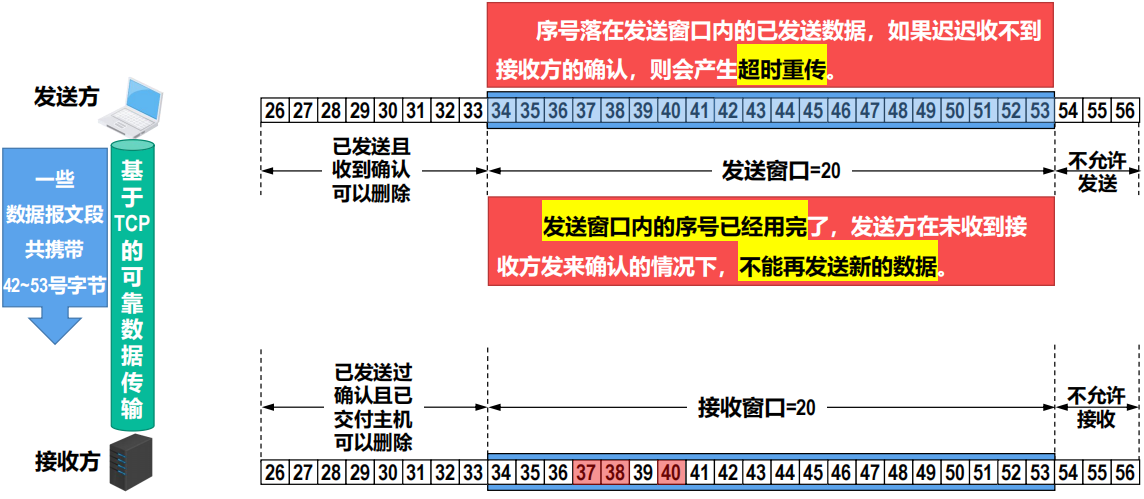 序号落在发送窗口内的已发送数据，如果迟迟收不到
接收方的确认，则会产生超时重传。
发送方
26 27 28 29 30 31 32 33 34 35 36 37 38 39 40 41 42 43 44 45 46 47 48 49 50 51 52 53 54 55 56
已发送且
收到确认
可以删除
发送窗口=20
不允许
发送
一些
数据报文段
共携带
42~53号字节
基于TCP的可靠数据传输
发送窗口内的序号已经用完了，发送方在未收到接
收方发来确认的情况下，不能再发送新的数据。
已发送过
确认且已
交付主机
可以删除
接收窗口=20
不允许
接收
接收方
26 27 28 29 30 31 32 33 34 35 36 37 38 39 40 41 42 43 44 45 46 47 48 49 50 51 52 53 54 55 56